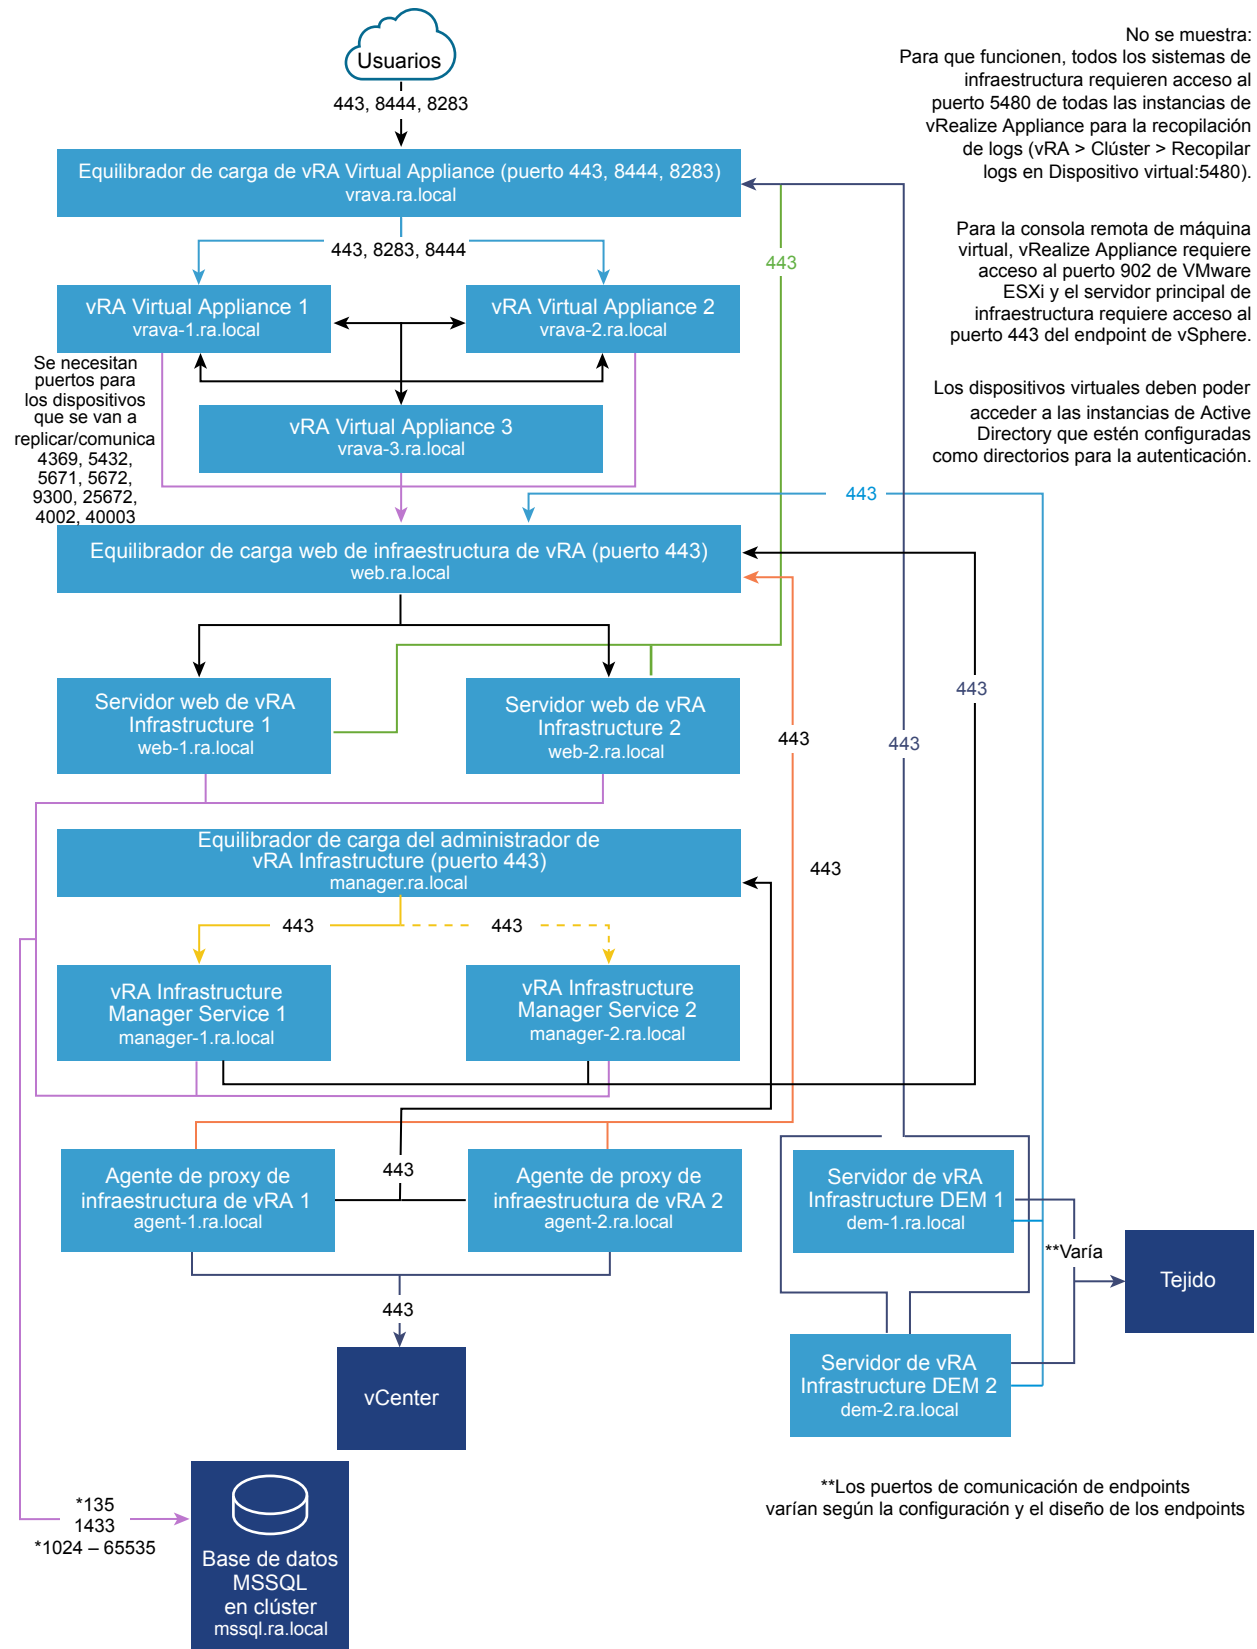 Usuarios
443, 8444, 8283
No se muestra:
Para que funcionen, todos los sistemas de
infraestructura requieren acceso al
puerto 5480 de todas las instancias de
vRealize Appliance para la recopilación
de logs (vRA > Clúster > Recopilar
logs en Dispositivo virtual:5480).
Para la consola remota de máquina
virtual, vRealize Appliance requiere
acceso al puerto 902 de VMware
ESXi y el servidor principal de
infraestructura requiere acceso al
puerto 443 del endpoint de vSphere.
Los dispositivos virtuales deben poder
acceder a las instancias de Active
Directory que estén configuradas
como directorios para la autenticación.
Equilibrador de carga de vRA Virtual Appliance (puerto 443, 8444, 8283)
vrava.ra.local
443, 8283, 8444
443
vRA Virtual Appliance 1
vrava-1.ra.local
vRA Virtual Appliance 2
vrava-2.ra.local
Se necesitan
puertos para
los dispositivos
que se van a
replicar/comunica
4369, 5432,
5671, 5672,
9300, 25672,
4002, 40003
vRA Virtual Appliance 3
vrava-3.ra.local
443
Equilibrador de carga web de infraestructura de vRA (puerto 443)
web.ra.local
Servidor web de vRA
Infrastructure 1
web-1.ra.local
Servidor web de vRA
Infrastructure 2
web-2.ra.local
443
443
443
Equilibrador de carga del administrador de
vRA Infrastructure (puerto 443)
manager.ra.local
443
443
443
vRA Infrastructure
Manager Service 1
manager-1.ra.local
vRA Infrastructure
Manager Service 2
manager-2.ra.local
Agente de proxy de
infraestructura de vRA 1
agent-1.ra.local
443
Agente de proxy de
infraestructura de vRA 2
agent-2.ra.local
Servidor de vRA
Infrastructure DEM 1
dem-1.ra.local
**Varía
Tejido
443
vCenter
Servidor de vRA
Infrastructure DEM 2
dem-2.ra.local
*135
1433
*1024 – 65535
Base de datos
MSSQL
en clúster
mssql.ra.local
**Los puertos de comunicación de endpoints
varían según la configuración y el diseño de los endpoints